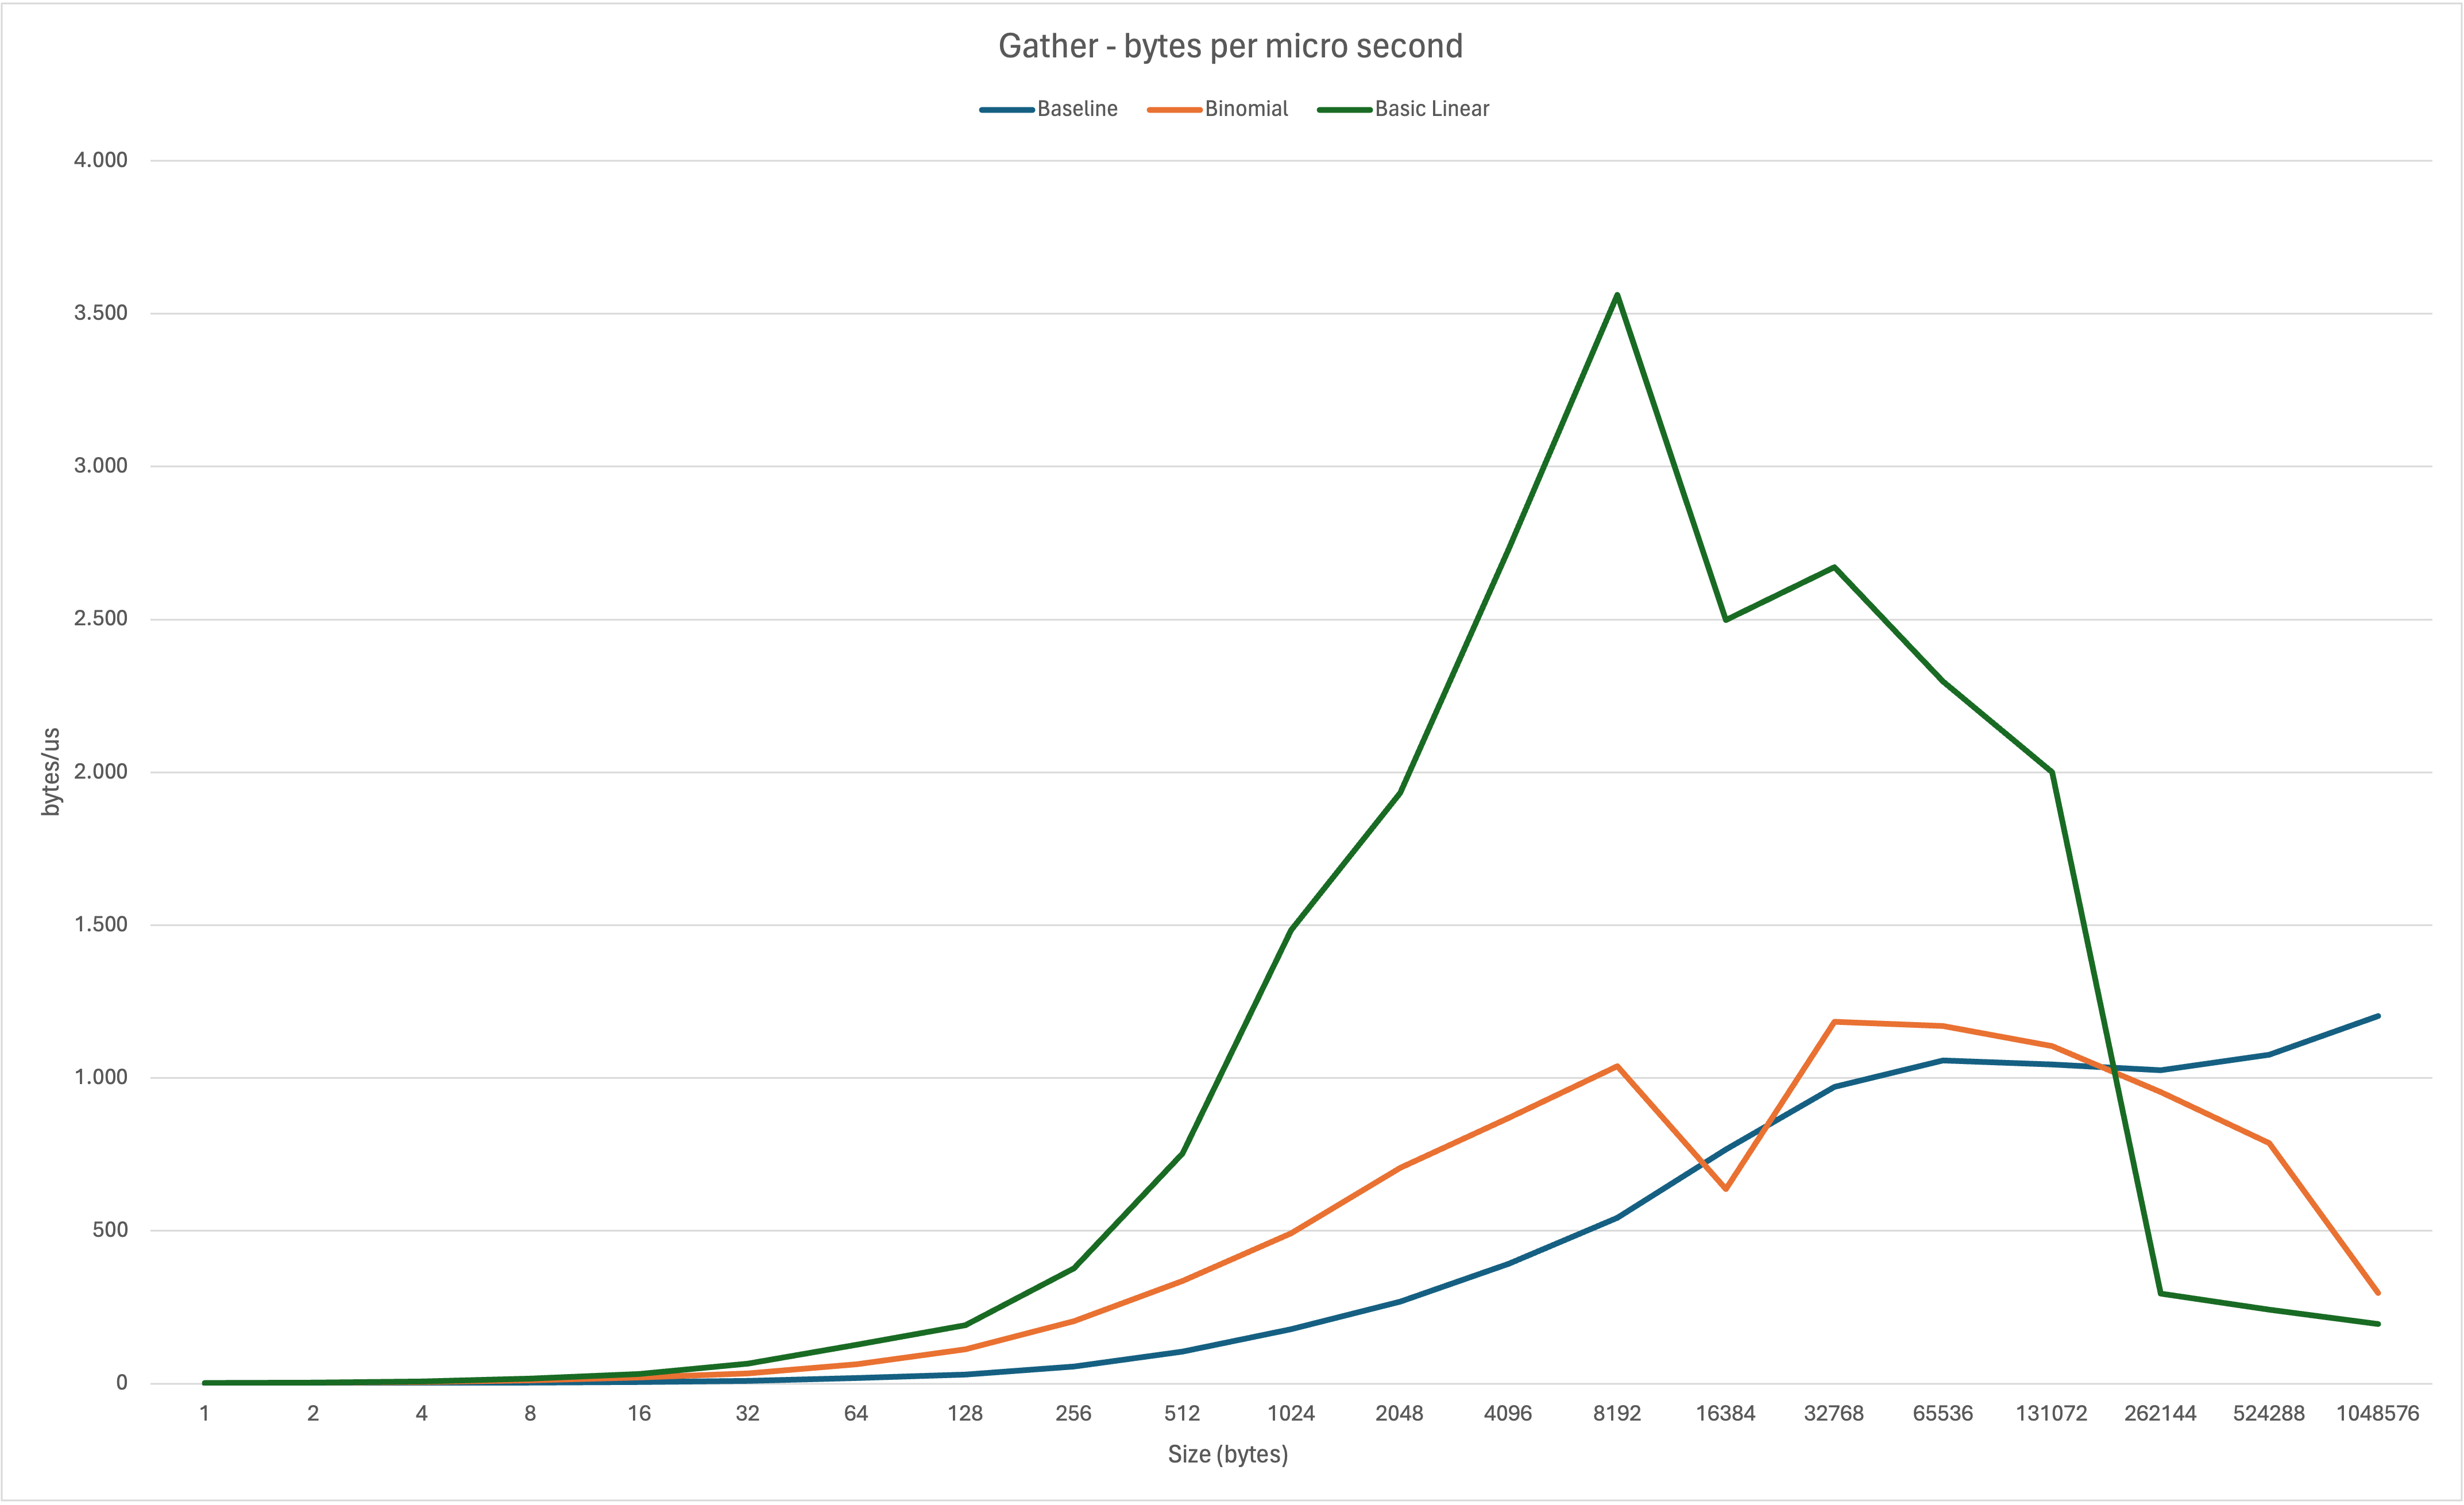 Gather - bytes per micro second
Baseline Binomial Basic Linear
4.000
3.500
3.000
2.500
2.000
1.500
1.000
500
0
bytes/us
1 2 4 8 16 32 64 128 256 512 1024 2048 4096 8192 16384 32768 65536 131072 262144 524288 1048576
Size (bytes)